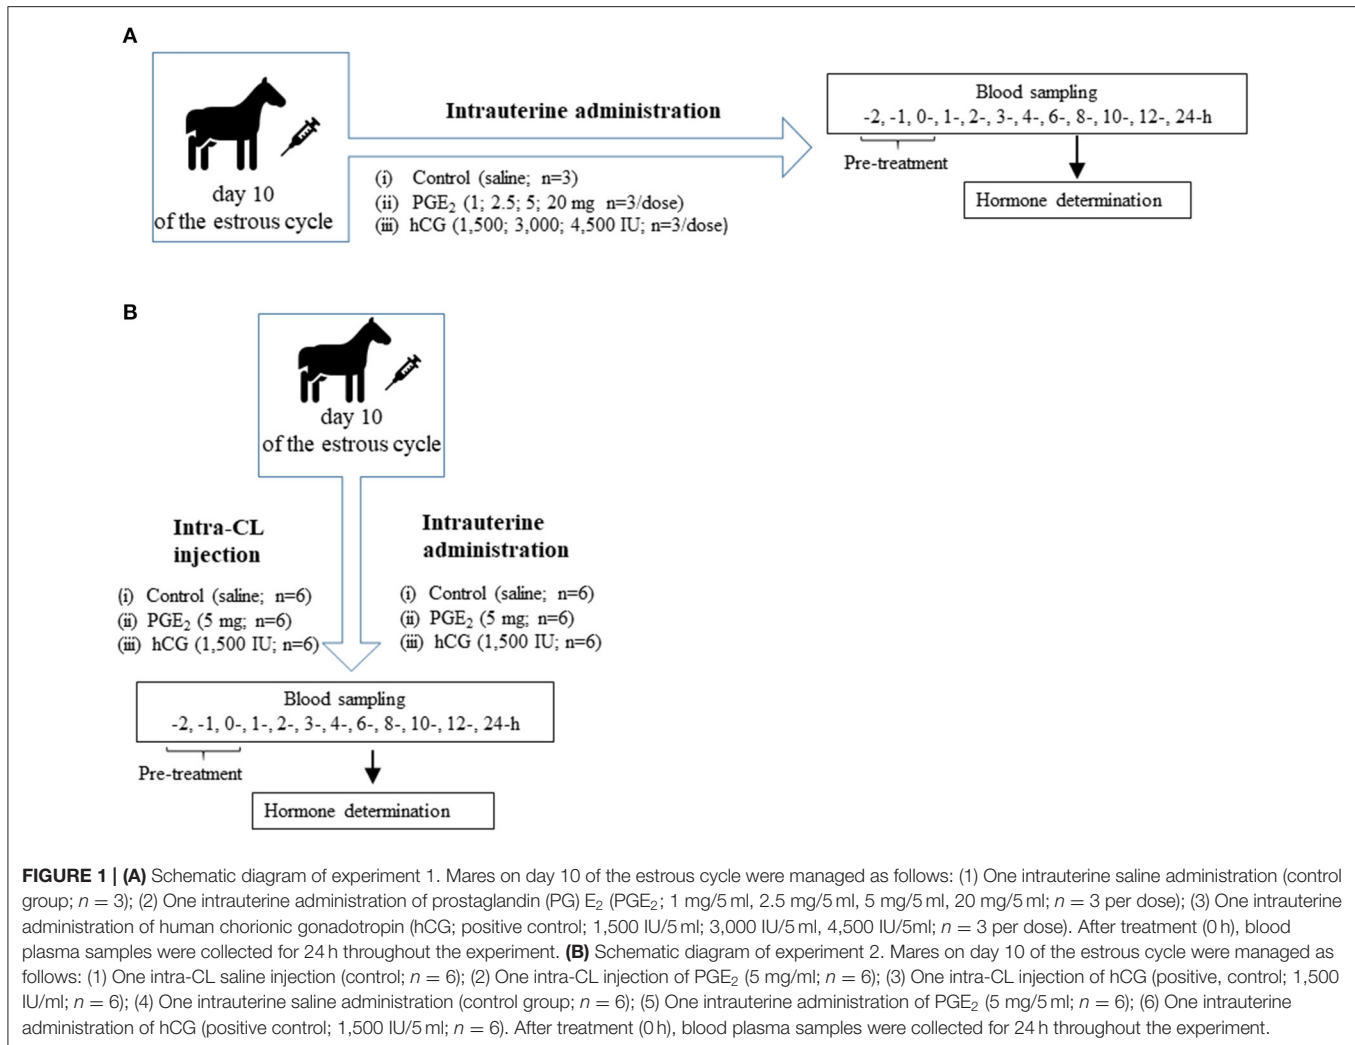 A
day 10
of the estrous cycle
Intrauterine administration
(i) Control (saline; n=3)
(ii) PGE₂ (1; 2.5; 5; 20 mg n=3/dose)
(iii) hCG (1,500; 3,000; 4,500 IU; n=3/dose)
Blood sampling
-2, -1, 0-, 1-, 2-, 3-, 4-, 6-, 8-, 10-, 12-, 24-h
Pre-treatment
Hormone determination
B
day 10
of the estrous cycle
Intra-CL
injection
(i) Control (saline; n=6)
(ii) PGE₂ (5 mg; n=6)
(iii) hCG (1,500 IU; n=6)
Intrauterine
administration
(i) Control (saline; n=6)
(ii) PGE₂ (5 mg; n=6)
(iii) hCG (1,500 IU; n=6)
Blood sampling
-2, -1, 0-, 1-, 2-, 3-, 4-, 6-, 8-, 10-, 12-, 24-h
Pre-treatment
Hormone determination
FIGURE 1 | (A) Schematic diagram of experiment 1. Mares on day 10 of the estrous cycle were managed as follows: (1) One intrauterine saline administration (control
group; n = 3); (2) One intrauterine administration of prostaglandin (PG) E₂ (PGE₂; 1 mg/5 ml, 2.5 mg/5 ml, 5 mg/5 ml, 20 mg/5 ml; n = 3 per dose); (3) One intrauterine
administration of human chorionic gonadotropin (hCG; positive control; 1,500 IU/5 ml; 3,000 IU/5 ml, 4,500 IU/5ml; n = 3 per dose). After treatment (0 h), blood
plasma samples were collected for 24 h throughout the experiment. (B) Schematic diagram of experiment 2. Mares on day 10 of the estrous cycle were managed as
follows: (1) One intra-CL saline injection (control; n = 6); (2) One intra-CL injection of PGE₂ (5 mg/ml; n = 6); (3) One intra-CL injection of hCG (positive, control; 1,500
IU/ml; n = 6); (4) One intrauterine saline administration (control group; n = 6); (5) One intrauterine administration of PGE₂ (5 mg/5 ml; n = 6); (6) One intrauterine
administration of hCG (positive control; 1,500 IU/5 ml; n = 6). After treatment (0 h), blood plasma samples were collected for 24 h throughout the experiment.